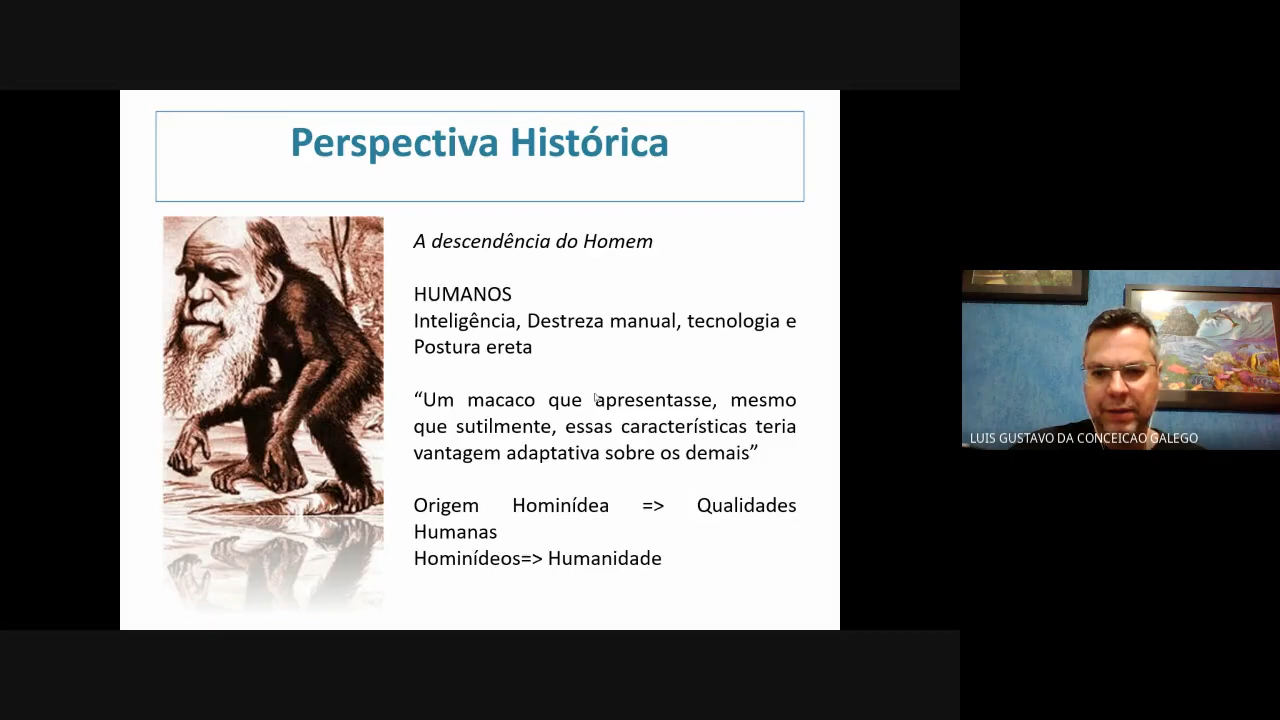 Perspectiva Histórica
A descendência do Homem
HUMANOS
Inteligência, Destreza manual, tecnologia e
Postura ereta
“Um macaco que apresentasse, mesmo
que sutilmente, essas características teria
vantagem adaptativa sobre os demais”
Origem Hominídea => Qualidades
Humanas
Hominídeos=> Humanidade
LUIS GUSTAVO DA CONCEICAO GALEGO